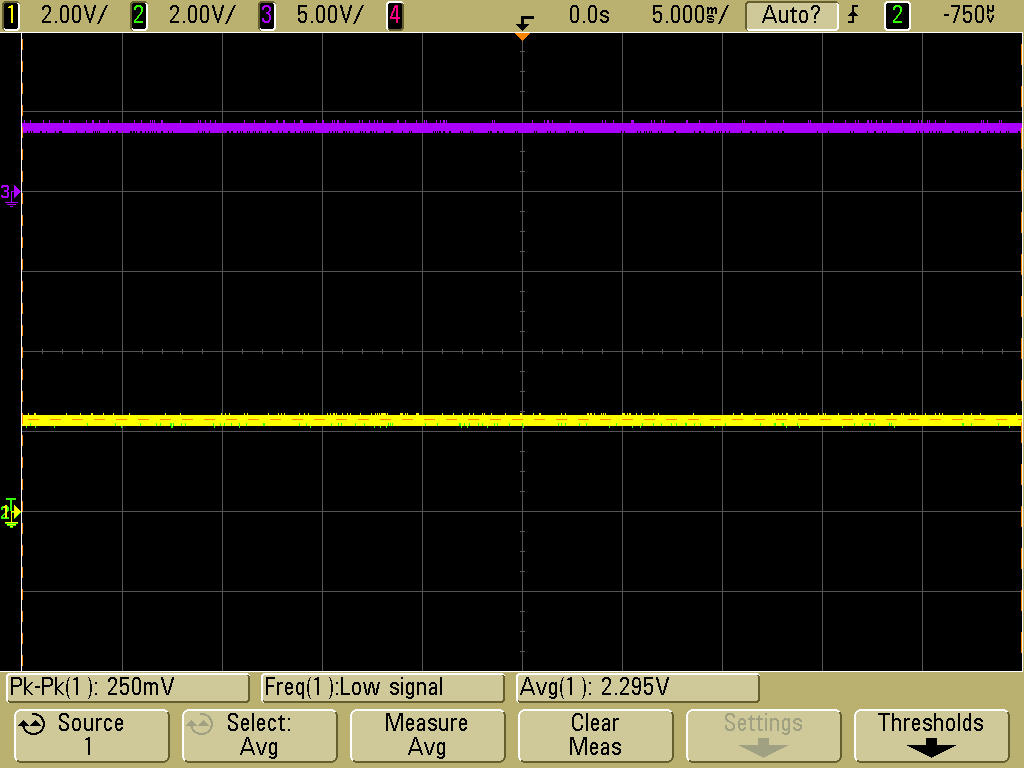 1 2.00V/ 2 2.00V/ 3 5.00V/ 4 0.0s 5.000ms/ Auto? 2 -750V
3
T
2
Pk-Pk(1): 250mV Freq(1):Low signal Avg(1): 2.295V
Source Select: Measure Clear Settings Thresholds
1 Avg Avg Meas